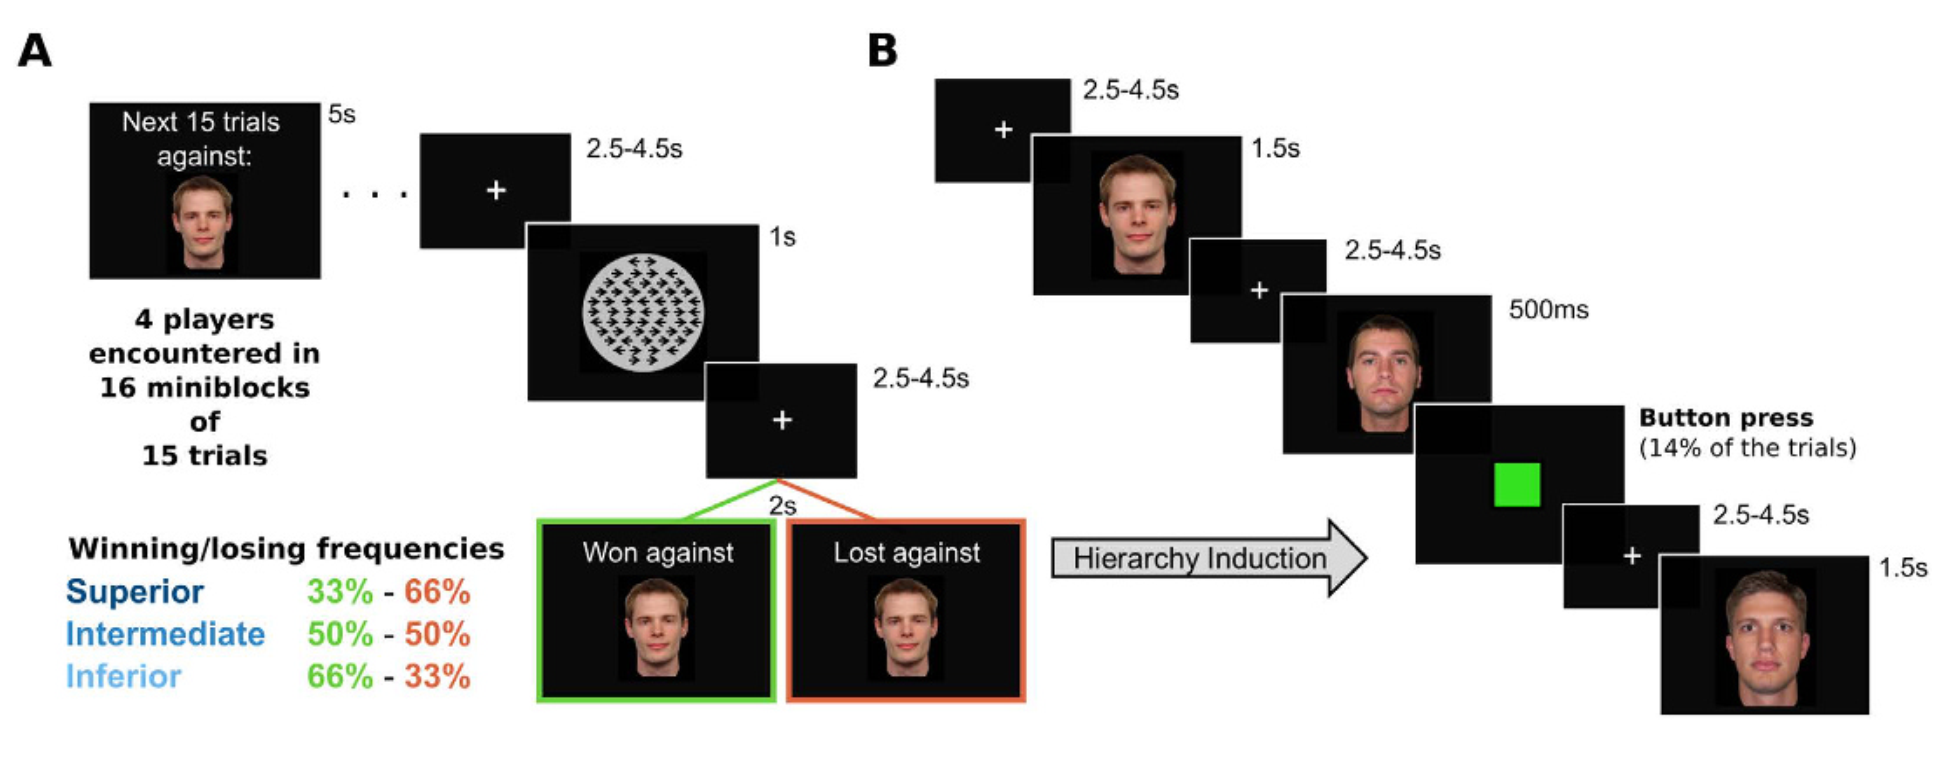 A
Next 15 trials
against:
5s
. . .
2.5-4.5s
1s
2.5-4.5s
4 players
encountered in
16 miniblocks
of
15 trials
2s
Won against
Lost against
Winning/losing frequencies
Superior 33% - 66%
Intermediate 50% - 50%
Inferior 66% - 33%
Hierarchy Induction
B
2.5-4.5s
1.5s
2.5-4.5s
500ms
Button press
(14% of the trials)
2.5-4.5s
1.5s